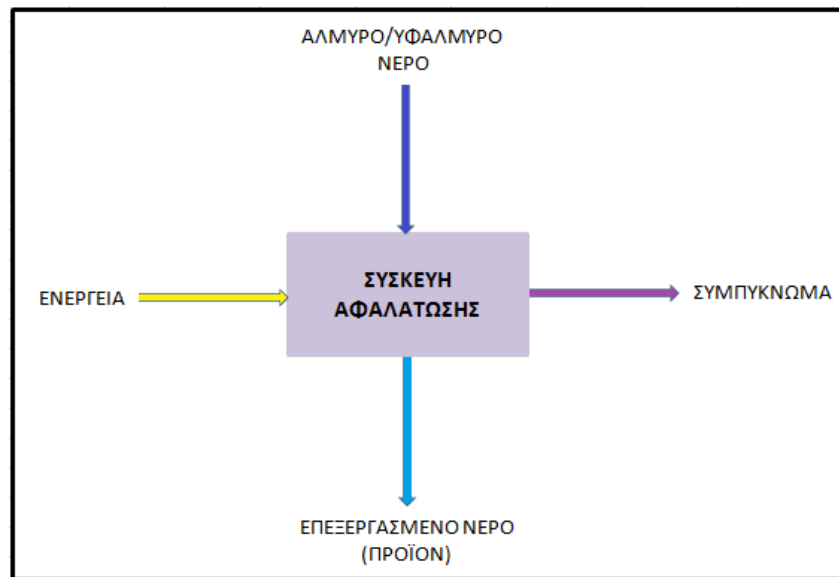 ΑΛΜΥΡΟ/ΥΦΑΛΜΥΡΟ
ΝΕΡΟ
ΕΝΕΡΓΕΙΑ
ΣΥΣΚΕΥΗ
ΑΦΑΛΑΤΩΣΗΣ
ΣΥΜΠΥΚΝΩΜΑ
ΕΠΕΞΕΡΓΑΣΜΕΝΟ ΝΕΡΟ
(ΠΡΟΪΟΝ)